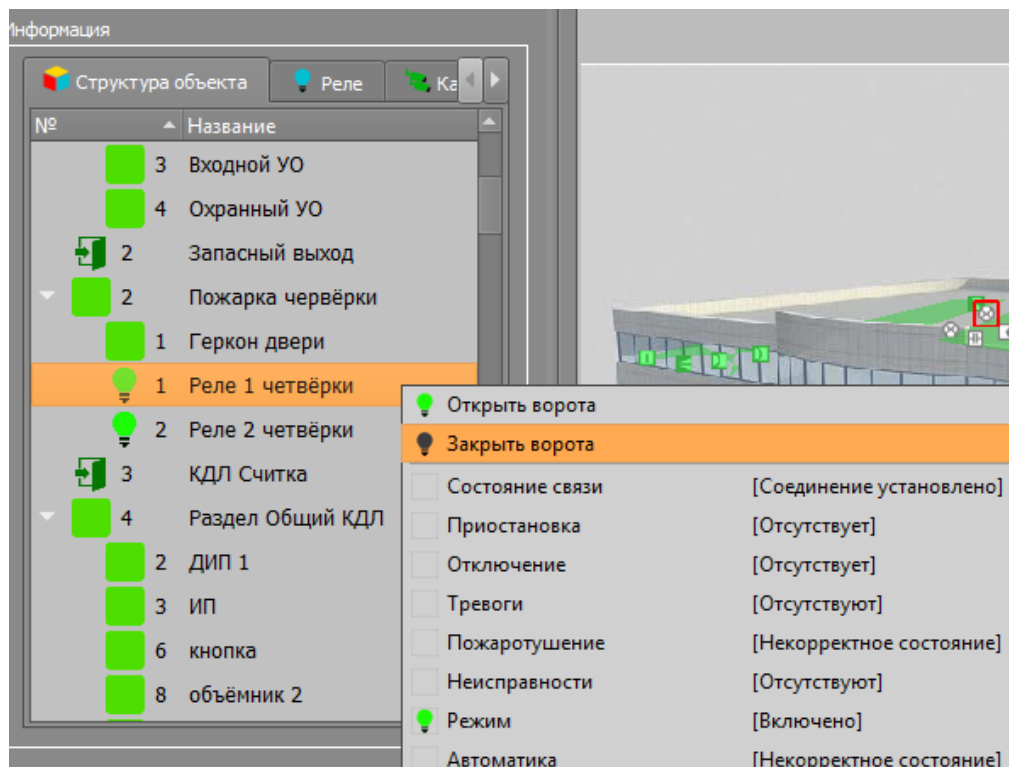 Информация
Структура объекта Реле Ка
№ Название
3 Входной УО
4 Охранный УО
2 Запасный выход
2 Пожарка червёрки
1 Геркон двери
1 Реле 1 четвёрки
Открыть ворота
2 Реле 2 четвёрки
Закрыть ворота
3 КДЛ Считка
Состояние связи [Соединение установлено]
4 Раздел Общий КДЛ
Приостановка [Отсутствует]
2 ДИП 1
Отключение [Отсутствует]
3 ИП
Тревоги [Отсутствуют]
6 кнопка
Пожаротушение [Некорректное состояние]
8 объёмник 2
Неисправности [Отсутствуют]
Режим [Включено]
Автоматика [Некорректное состояние]